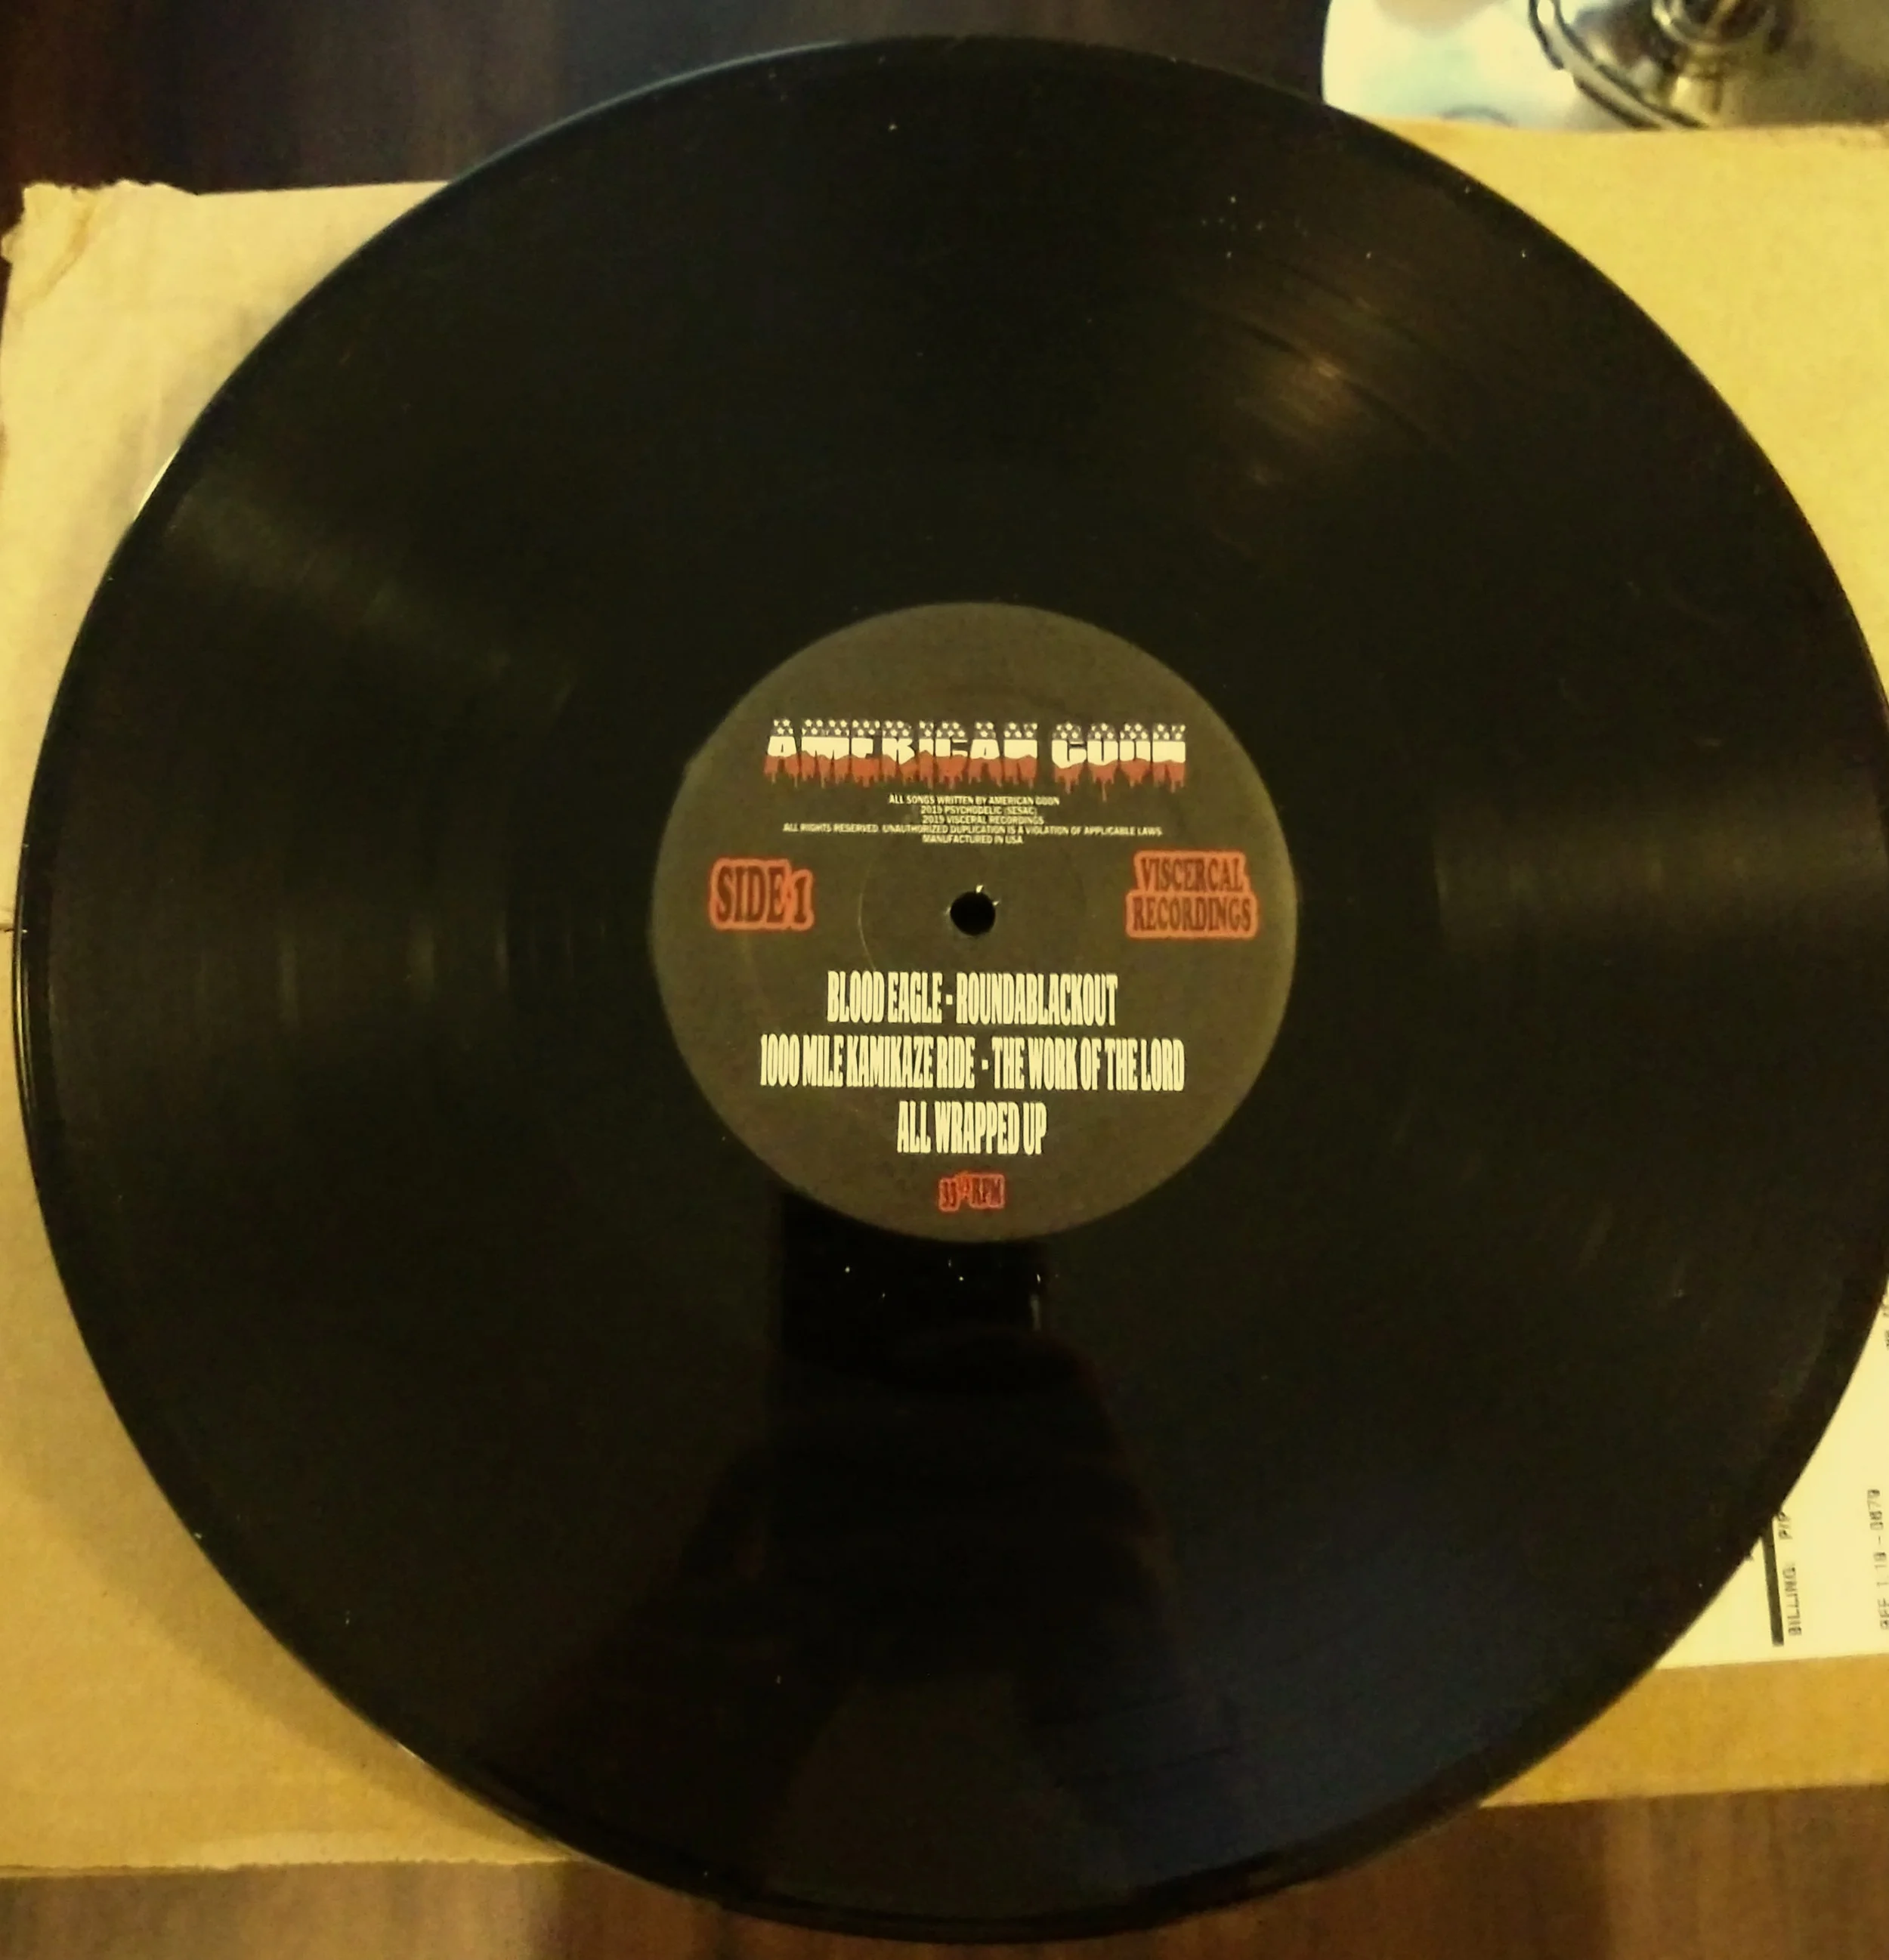 AMERICAN GOON
ALL SONGS WRITTEN BY AMERICAN GOON
2019 PSYCHODELIC (SESAC)
2019 VISCERAL RECORDINGS
ALL RIGHTS RESERVED. UNAUTHORIZED DUPLICATION IS A VIOLATION OF APPLICABLE LAWS.
MANUFACTURED IN USA
SIDE 1
VISCERCAL
RECORDINGS
BLOOD EAGLE - ROUNDABLACKOUT
1000 MILE KAMIKAZE RIDE - THE WORK OF THE LORD
ALL WRAPPED UP
33⅓ RPM
BILLING: P/P